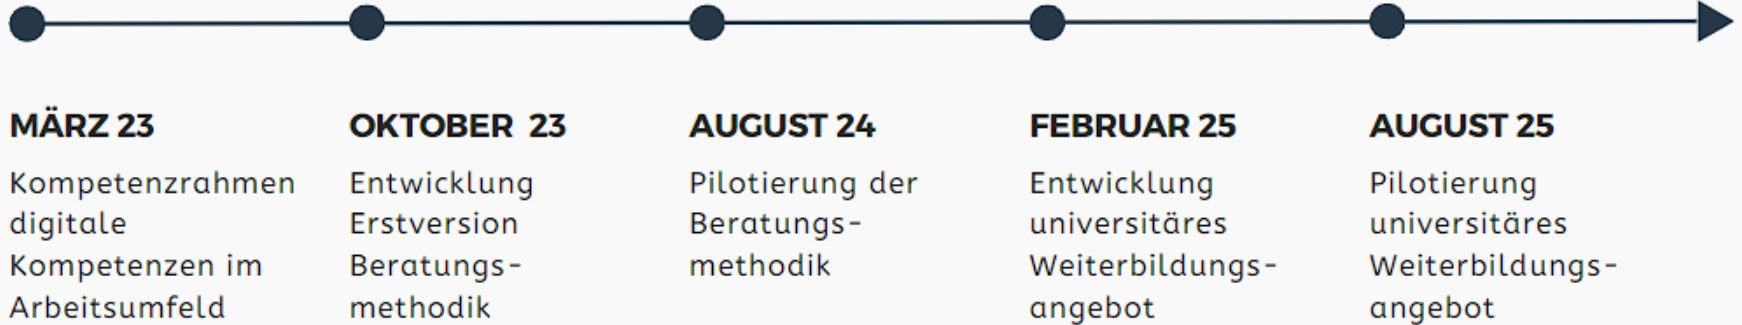 MÄRZ 23
Kompetenzrahmen
digitale
Kompetenzen im
Arbeitsumfeld
OKTOBER 23
Entwicklung
Erstversion
Beratungs-
methodik
AUGUST 24
Pilotierung der
Beratungs-
methodik
FEBRUAR 25
Entwicklung
universitäres
Weiterbildungs-
angebot
AUGUST 25
Pilotierung
universitäres
Weiterbildungs-
angebot